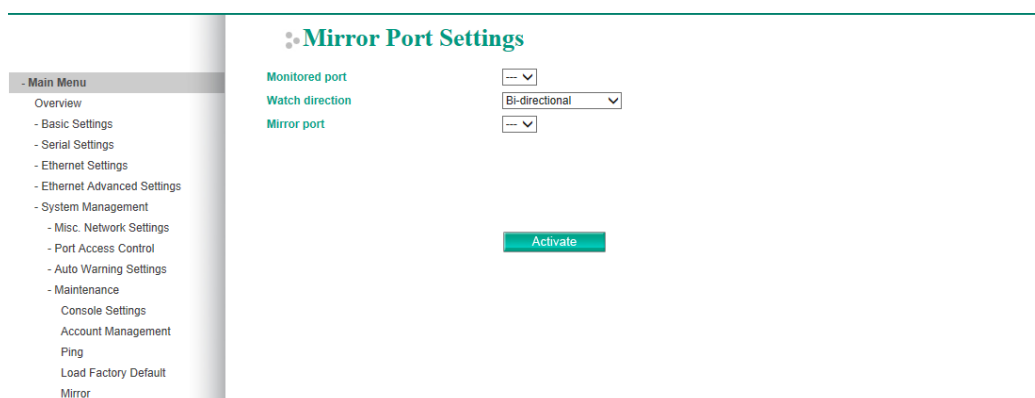 Mirror Port Settings
- Main Menu
Overview
- Basic Settings
- Serial Settings
- Ethernet Settings
- Ethernet Advanced Settings
- System Management
- Misc. Network Settings
- Port Access Control
- Auto Warning Settings
- Maintenance
Console Settings
Account Management
Ping
Load Factory Default
Mirror
Monitored port ---
Watch direction Bi-directional
Mirror port ---
Activate